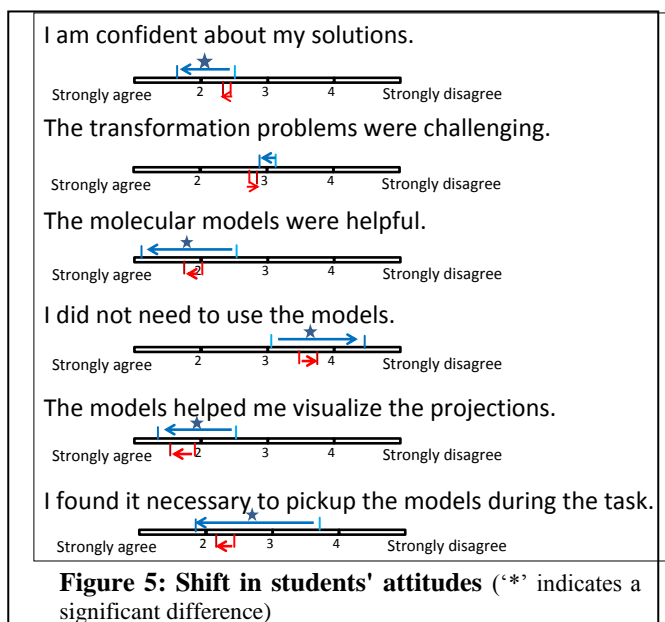 I am confident about my solutions.
Strongly agree 2 3 4 Strongly disagree
The transformation problems were challenging.
Strongly agree 2 3 4 Strongly disagree
The molecular models were helpful.
Strongly agree 2 3 4 Strongly disagree
I did not need to use the models.
Strongly agree 2 3 4 Strongly disagree
The models helped me visualize the projections.
Strongly agree 2 3 4 Strongly disagree
I found it necessary to pickup the models during the task.
Strongly agree 2 3 4 Strongly disagree
Figure 5: Shift in students' attitudes (‘*’ indicates a
significant difference)